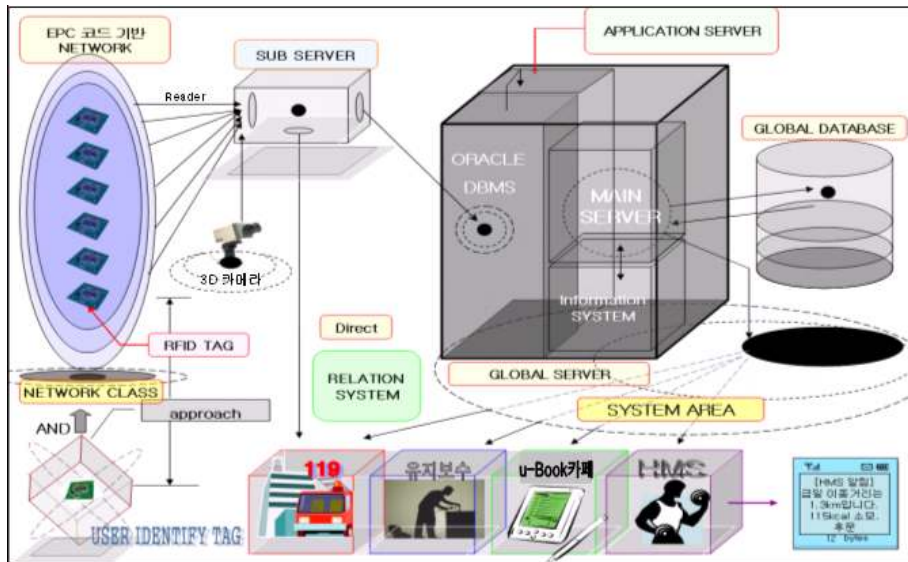 EPC 코드 기반
NETWORK
SUB SERVER
APPLICATION SERVER
Reader
GLOBAL DATABASE
ORACLE
DBMS
MAIN
SERVER
3D 카메라
Information
SYSTEM
Direct
RFID TAG
GLOBAL SERVER
RELATION
SYSTEM
NETWORK CLASS
approach
SYSTEM AREA
AND
119
유지보수
u-Book카페
HMS
[HMS 알림]
금일 이동거리는
1.3km입니다.
115kcal 소모.
12 bytes
USER IDENTIFY TAG